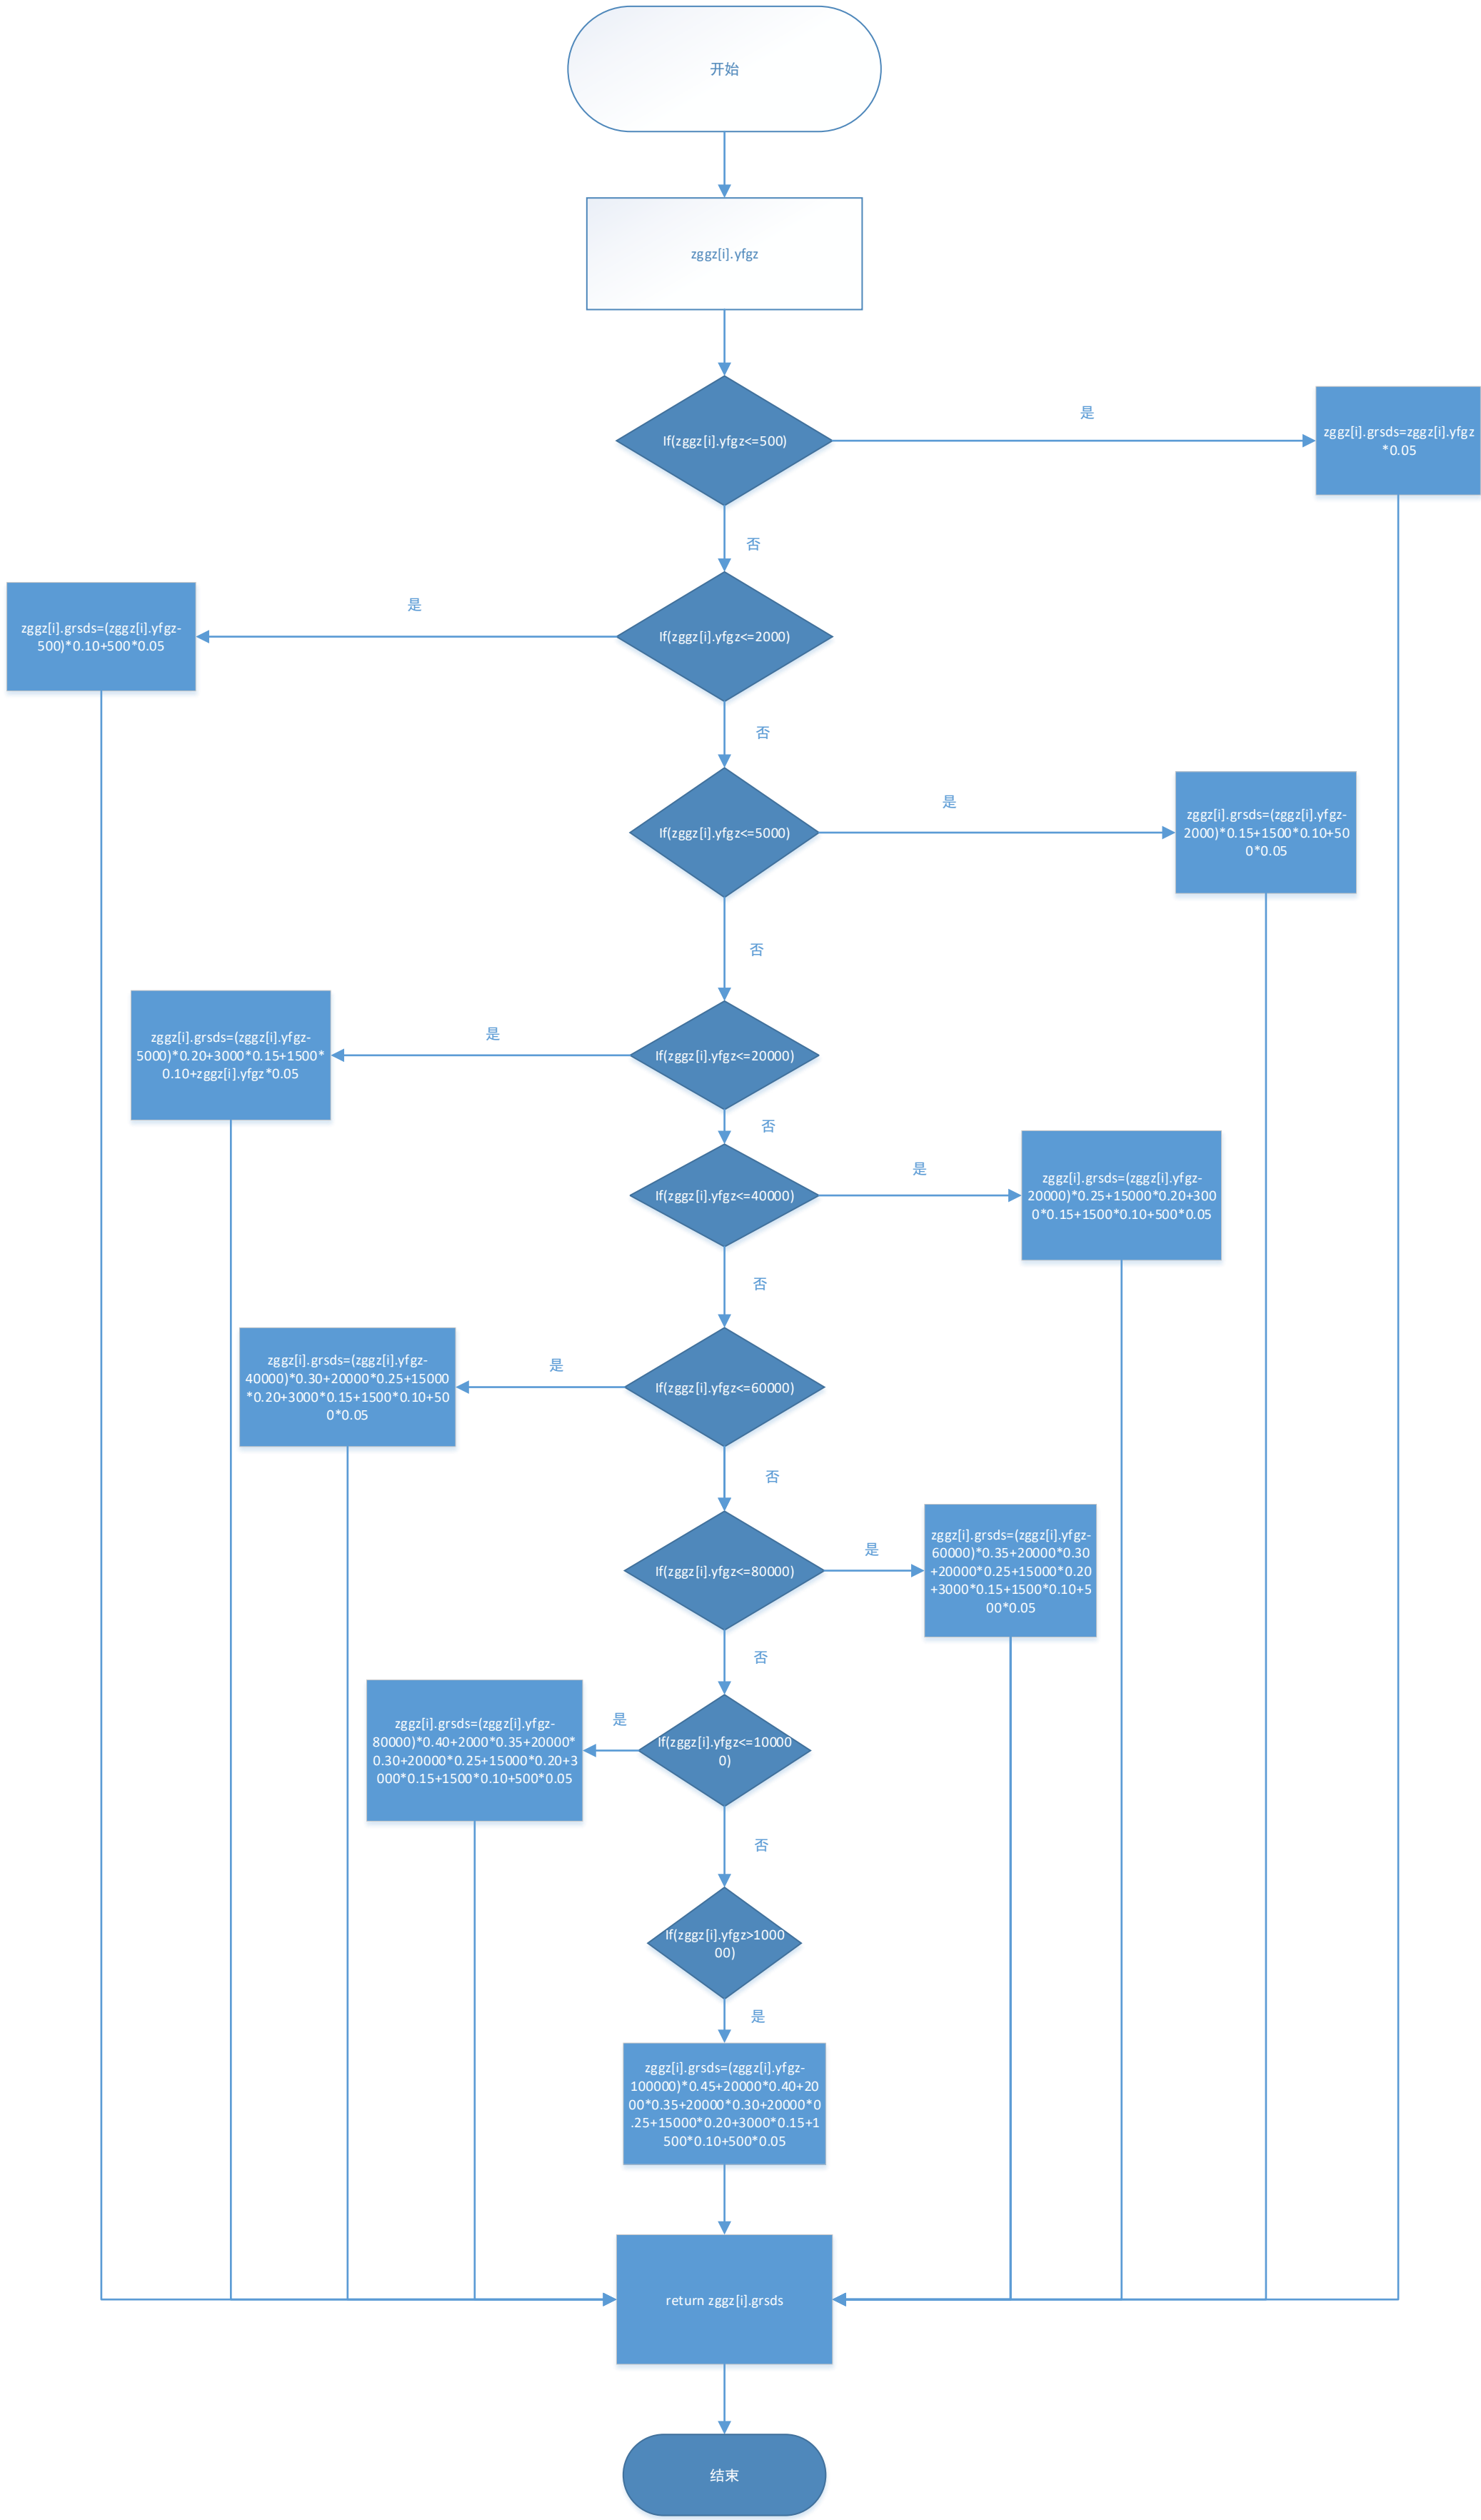 开始
zggz[i].yfgz
If(zggz[i].yfgz<=500)
是
zggz[i].grsds=zggz[i].yfgz
*0.05
否
If(zggz[i].yfgz<=2000)
是
zggz[i].grsds=(zggz[i].yfgz-
500)*0.10+500*0.05
否
If(zggz[i].yfgz<=5000)
是
zggz[i].grsds=(zggz[i].yfgz-
2000)*0.15+1500*0.10+50
0*0.05
否
If(zggz[i].yfgz<=20000)
是
zggz[i].grsds=(zggz[i].yfgz-
5000)*0.20+3000*0.15+1500*
0.10+zggz[i].yfgz*0.05
否
If(zggz[i].yfgz<=40000)
是
zggz[i].grsds=(zggz[i].yfgz-
20000)*0.25+15000*0.20+300
0*0.15+1500*0.10+500*0.05
否
If(zggz[i].yfgz<=60000)
是
zggz[i].grsds=(zggz[i].yfgz-
40000)*0.30+20000*0.25+15000
*0.20+3000*0.15+1500*0.10+50
0*0.05
否
If(zggz[i].yfgz<=80000)
是
zggz[i].grsds=(zggz[i].yfgz-
60000)*0.35+20000*0.30
+20000*0.25+15000*0.20
+3000*0.15+1500*0.10+5
00*0.05
否
If(zggz[i].yfgz<=10000
0)
是
zggz[i].grsds=(zggz[i].yfgz-
80000)*0.40+2000*0.35+20000*
0.30+20000*0.25+15000*0.20+3
000*0.15+1500*0.10+500*0.05
否
If(zggz[i].yfgz>1000
00)
是
zggz[i].grsds=(zggz[i].yfgz-
100000)*0.45+20000*0.40+20
00*0.35+20000*0.30+20000*0
.25+15000*0.20+3000*0.15+1
500*0.10+500*0.05
return zggz[i].grsds
结束